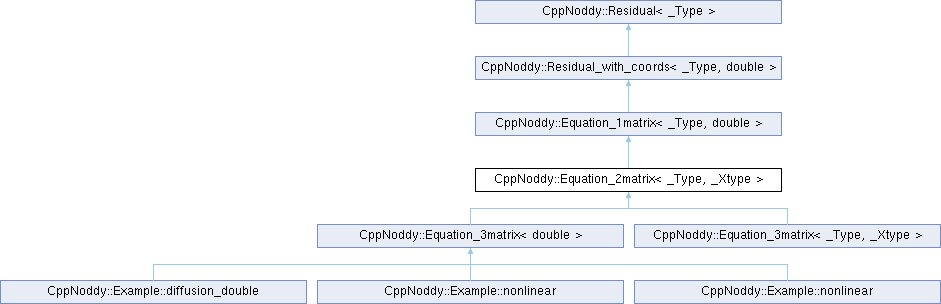 CppNoddy::Residual< _Type >
CppNoddy::Residual_with_coords< _Type, double >
CppNoddy::Equation_1matrix< _Type, double >
CppNoddy::Equation_2matrix< _Type, _Xtype >
CppNoddy::Equation_3matrix< double >
CppNoddy::Equation_3matrix< _Type, _Xtype >
CppNoddy::Example::diffusion_double
CppNoddy::Example::nonlinear
CppNoddy::Example::nonlinear